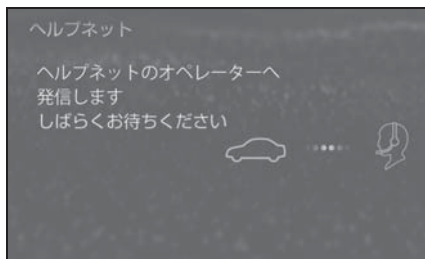 ヘルプネット
ヘルプネットのオペレーターへ
発信します
しばらくお待ちください